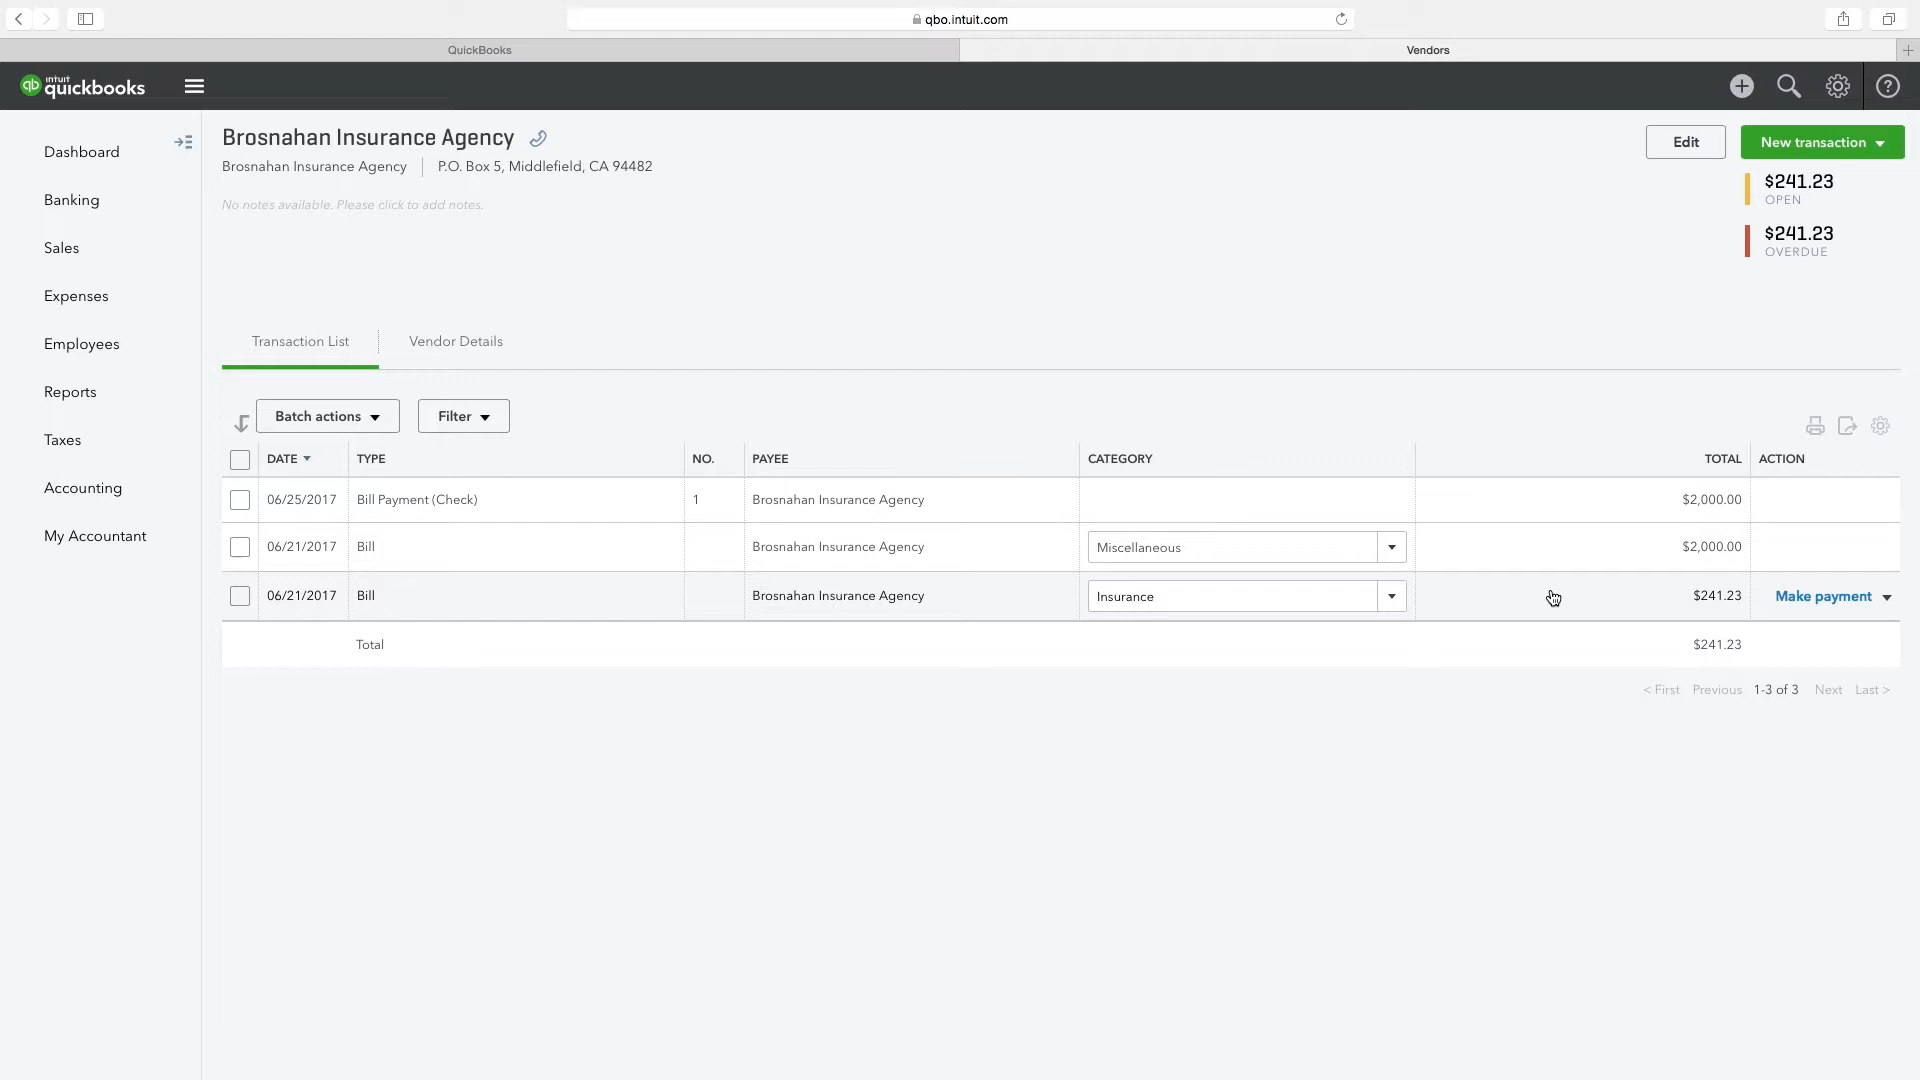 qbo.intuit.com
QuickBooks
Vendors
intuit
qb quickbooks
Dashboard
Banking
Sales
Expenses
Employees
Reports
Taxes
Accounting
My Accountant
Brosnahan Insurance Agency
Edit
New transaction
Brosnahan Insurance Agency
P.O. Box 5, Middlefield, CA 94482
No notes available. Please click to add notes.
$241.23
OPEN
$241.23
OVERDUE
Transaction List
Vendor Details
Batch actions
Filter
DATE TYPE NO. PAYEE CATEGORY TOTAL ACTION
06/25/2017 Bill Payment (Check) 1 Brosnahan Insurance Agency $2,000.00
06/21/2017 Bill Brosnahan Insurance Agency Miscellaneous $2,000.00
06/21/2017 Bill Brosnahan Insurance Agency Insurance $241.23 Make payment
Total $241.23
< First Previous 1-3 of 3 Next Last >